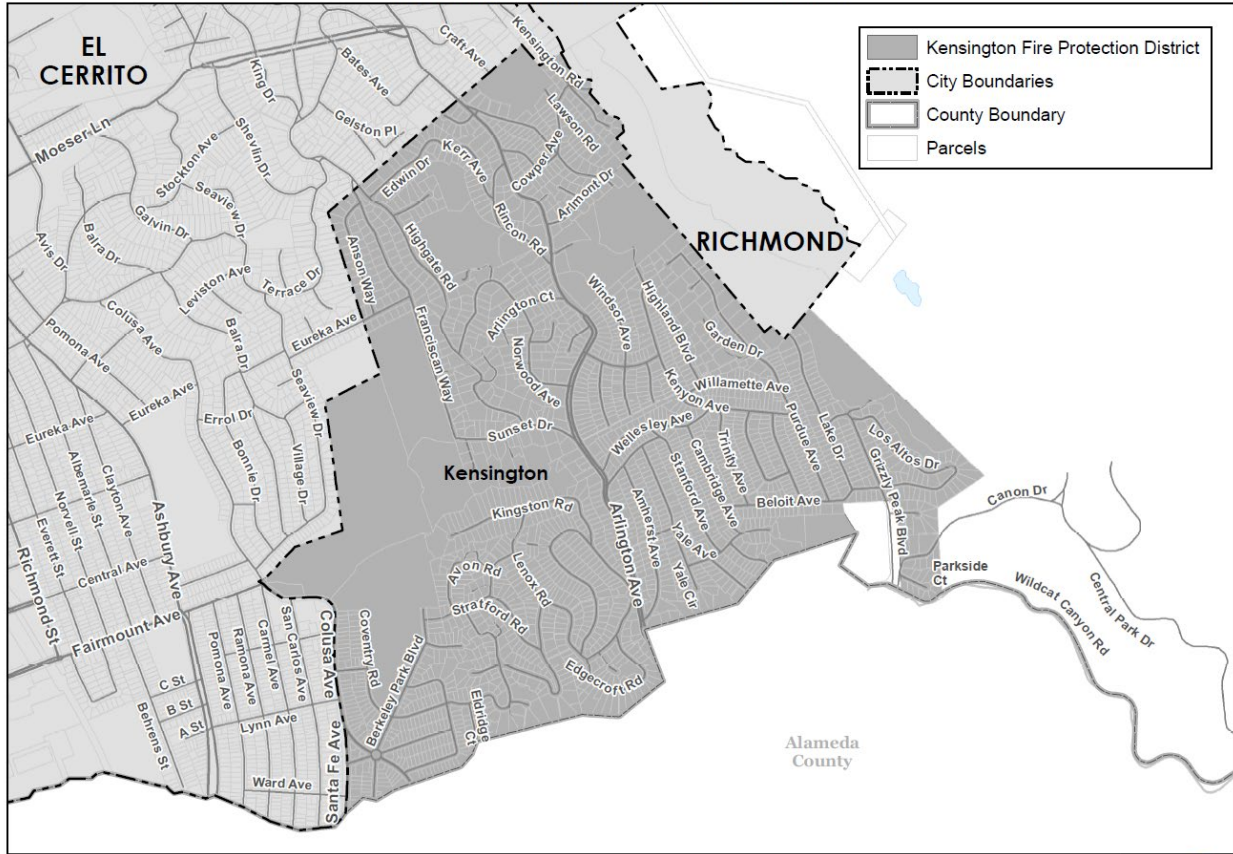 EL
CERRITO
Kensington Fire Protection District
City Boundaries
County Boundary
Parcels
RICHMOND
Kensington
Alameda
County
Craft Ave
Kensington Rd
Bates Ave
King Dr
Gelston Pl
Moeser Ln
Shevlin Dr
Stockton Ave
Seaview Dr
Galvin Dr
Balra Dr
Avis Dr
Leviston Ave
Terrace Dr
Colusa Ave
Pomona Ave
Balra Dr
Eureka Ave
Seaview Dr
Eureka Ave
Eureka Ave
Errol Dr
Bonnie Dr
Village Dr
Albemarle St
Clayton Ave
Norvell St
Everett St
Richmond St
Ashbury Ave
Central Ave
Fairmount Ave
C St
B St
A St
Behrens St
Pomona Ave
Ramona Ave
Carmel Ave
San Carlos Ave
Colusa Ave
Lynn Ave
Ward Ave
Santa Fe Ave
Lawson Rd
Cowper Ave
Kerr Ave
Edwin Dr
Arlmont Dr
Rincon Rd
Highgate Rd
Anson Way
Franciscan Way
Arlington Ct
Norwood Ave
Windsor Ave
Highland Blvd
Garden Dr
Willamette Ave
Kenyon Ave
Wellesley Ave
Sunset Dr
Purdue Ave
Lake Dr
Los Altos Dr
Grizzly Peak Blvd
Trinity Ave
Cambridge Ave
Stanford Ave
Beloit Ave
Kingston Rd
Arlington Ave
Amherst Ave
Yale Ave
Yale Cir
Avon Rd
Lenox Rd
Stratford Rd
Coventry Rd
Berkeley Park Blvd
Edgecroft Rd
Eldridge
Ct
Canon Dr
Parkside
Ct
Wildcat Canyon Rd
Central Park Dr